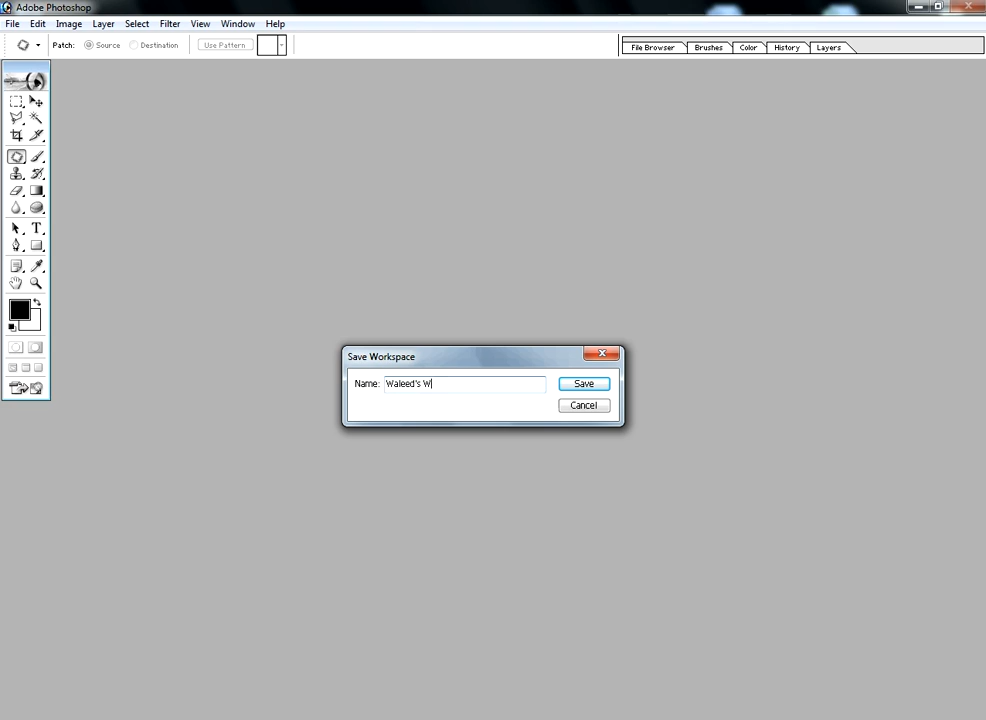 Adobe Photoshop
File Edit Image Layer Select Filter View Window Help
Patch: Source Destination Use Pattern File Browser Brushes Color History Layers
T
Save Workspace
Name: Waleed's W Save
Cancel